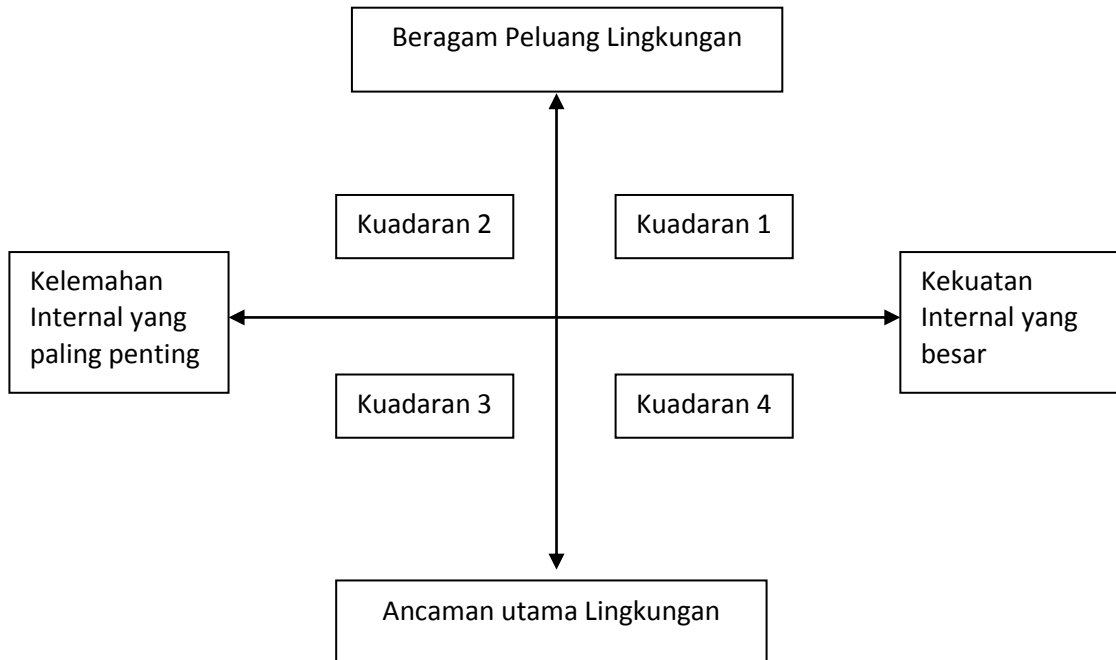 Beragam Peluang Lingkungan
Kuadaran 2
Kuadaran 1
Kelemahan
Internal yang
paling penting
Kekuatan
Internal yang
besar
Kuadaran 3
Kuadaran 4
Ancaman utama Lingkungan